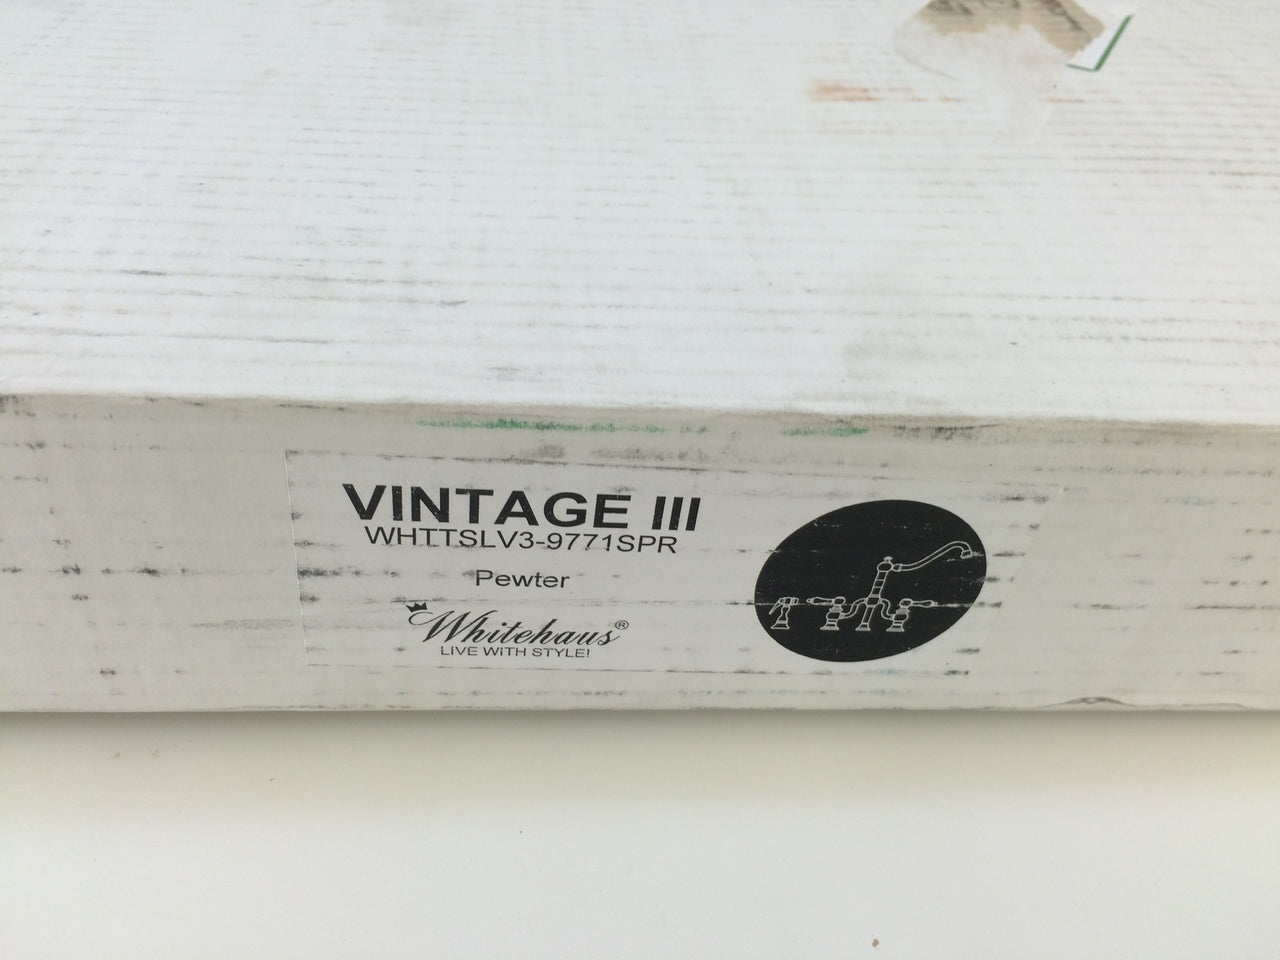 VINTAGE III
WHTTSLV3-9771SPR
Pewter
Whitehaus®
LIVE WiTH STYLE!